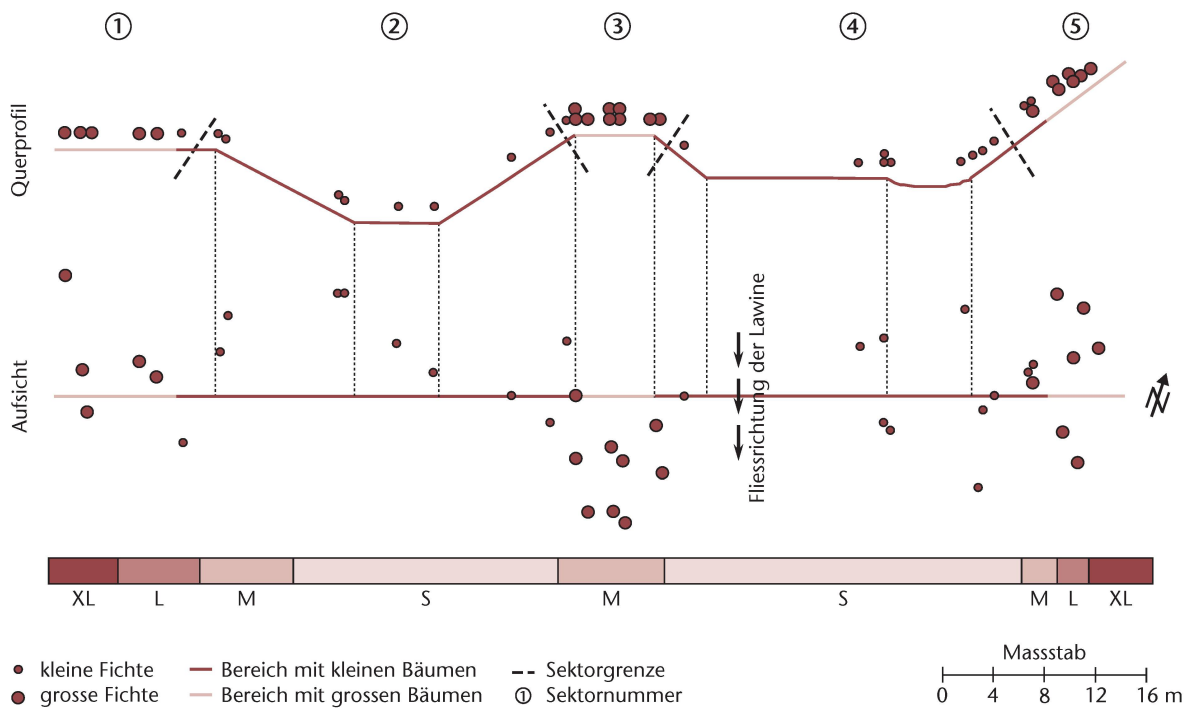 ① ② ③ ④ ⑤
Querprofil
Aufsicht
Fliessrichtung der Lawine
N
XL L M S M S M L XL
kleine Fichte Bereich mit kleinen Bäumen Sektorgrenze
grosse Fichte Bereich mit grossen Bäumen ① Sektornummer
Massstab
0 4 8 12 16 m